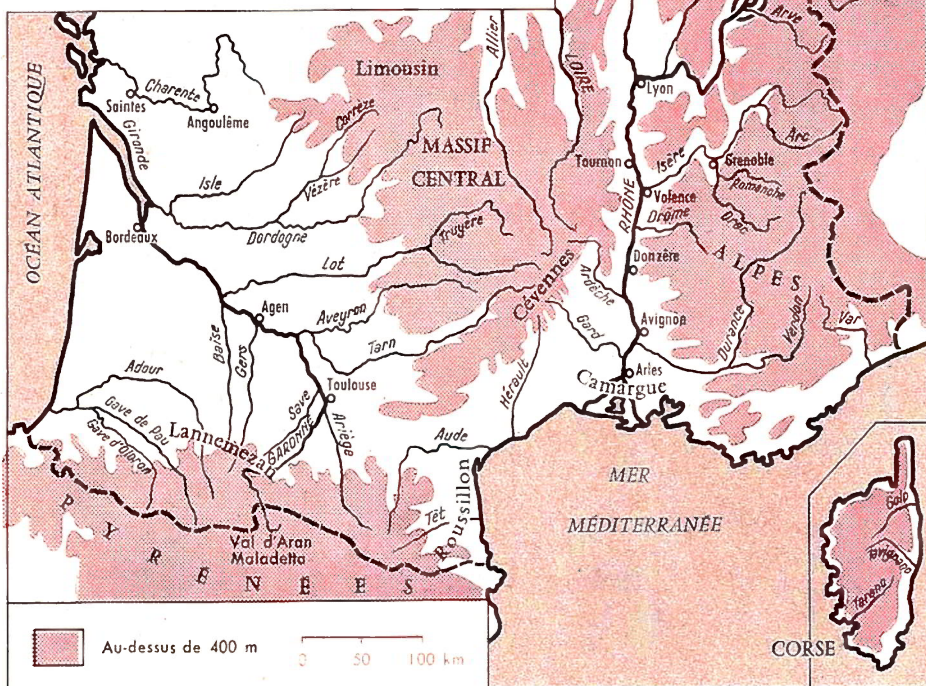 Allier
LOIRE
Arve
OCÉAN ATLANTIQUE
Limousin
Charente
Saintes
Angoulême
Lyon
Corrèze
Gironde
MASSIF
CENTRAL
Arc
Tournon
Isère
Grenoble
Isle
Vézère
Romanche
Valence
RHONE
Drôme
Drac
Bordeaux
Dordogne
Truyère
Donzère
ALPES
Lot
Cévennes
Ardèche
Agen
Aveyron
Avignon
Baïse
Gers
Gard
Durance
Verdon
Var
Tarn
Adour
Toulouse
Arles
Camargue
Hérault
Gave de Pau
Gave d'Oloron
Lannemezan
GARONNE
Save
Ariège
Aude
MER
MÉDITERRANÉE
Roussillon
Têt
Golo
Tavignano
Taravo
Val d'Aran
Maladetta
PYRÉNÉES
CORSE
Au-dessus de 400 m
0 50 100 km